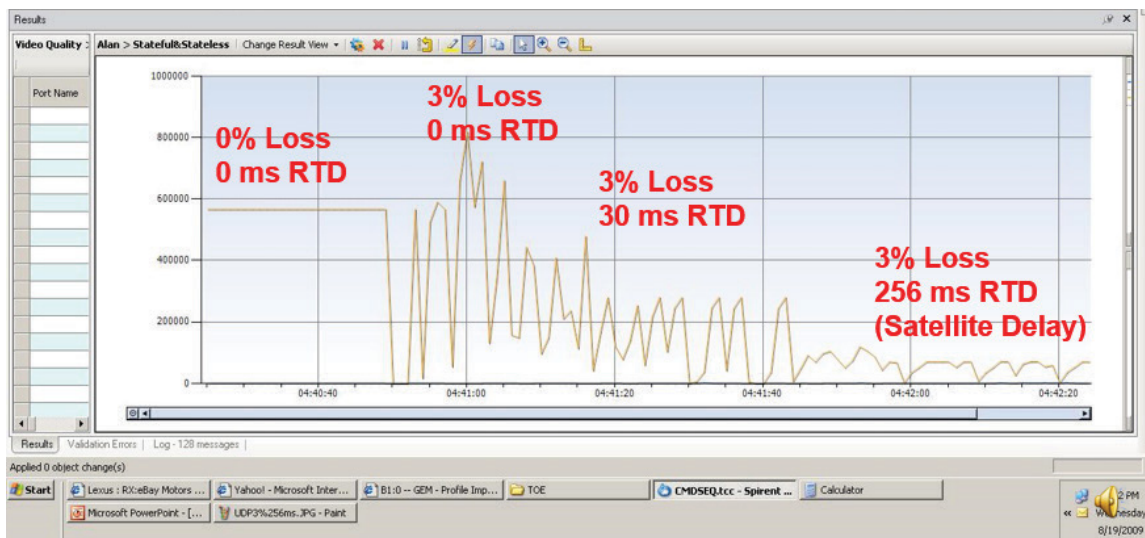 Results
Video Quality :
Alan > Stateful&Stateless
Change Result View
Port Name
1000000
800000
600000
400000
200000
0
0% Loss
0 ms RTD
3% Loss
0 ms RTD
3% Loss
30 ms RTD
3% Loss
256 ms RTD
(Satellite Delay)
04:40:40
04:41:00
04:41:20
04:41:40
04:42:00
04:42:20
Results
Validation Errors
Log - 128 messages
Applied 0 object change(s)
Start
Lexus : RX:eBay Motors ...
Yahoo! - Microsoft Inter...
B1:0 -- GEM - Profile Imp...
TOE
CMDSEQ.tcc - Spirent ...
Calculator
Microsoft PowerPoint - [...
UDP3%256ms.JPG - Paint
2 PM
8/19/2009